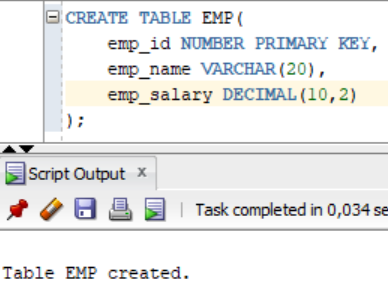 CREATE TABLE EMP(
emp_id NUMBER PRIMARY KEY,
emp_name VARCHAR(20),
emp_salary DECIMAL(10,2)
);
Script Output x
Task completed in 0,034 se
Table EMP created.